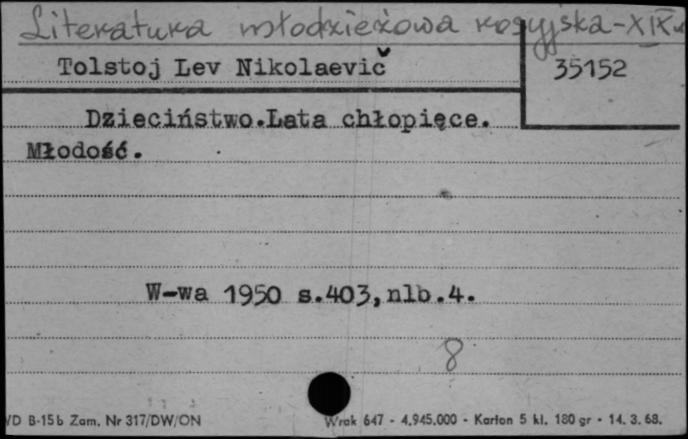 Literatura młodzieżowa rosyjska-XIX w
Tolstoj Lev Nikolaevič
35152
Dzieciństwo.Lata chłopięce.
Młodość.
W-wa 1950 s.403,nlb.4.
8
B-15b Zam. Nr 317/DW/ON
Wrak 647 - 4.945.000 - Karton 5 kl. 180 gr - 14. 3. 68.